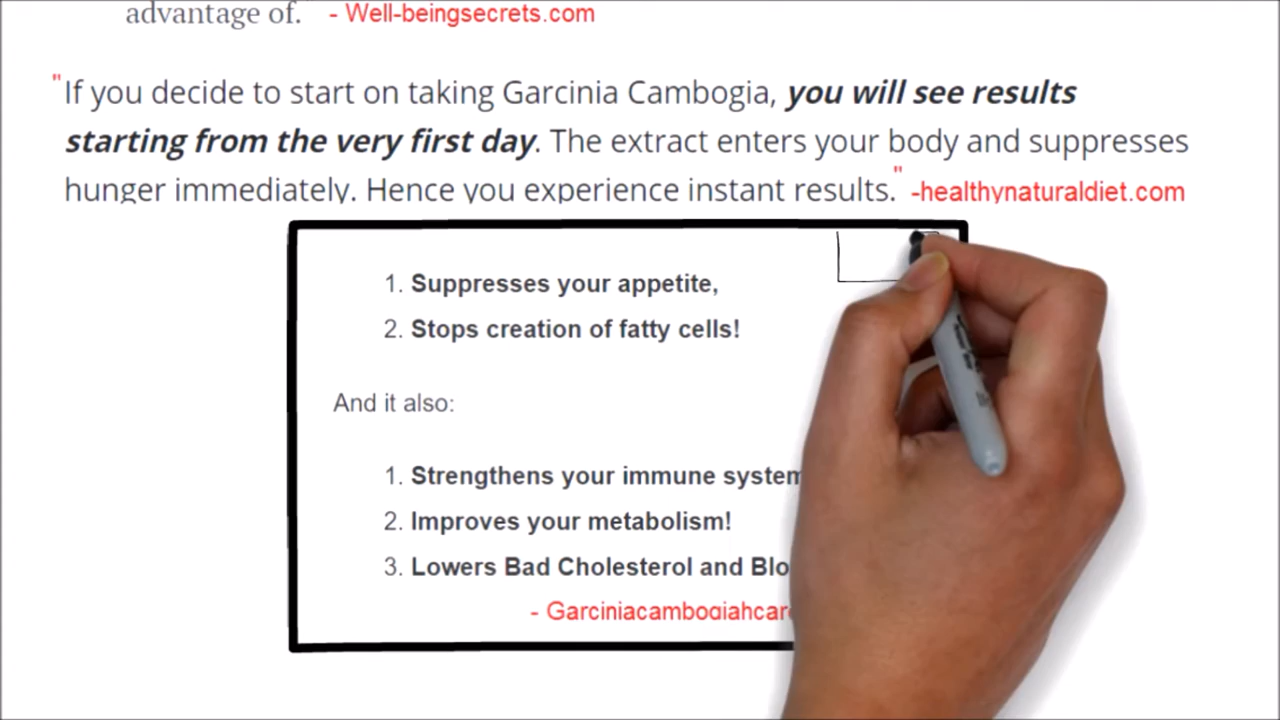 advantage of. - Well-beingsecrets.com
"If you decide to start on taking Garcinia Cambogia, you will see results
starting from the very first day. The extract enters your body and suppresses
hunger immediately. Hence you experience instant results." -healthynaturaldiet.com
1. Suppresses your appetite,
2. Stops creation of fatty cells!
And it also:
1. Strengthens your immune system
2. Improves your metabolism!
3. Lowers Bad Cholesterol and